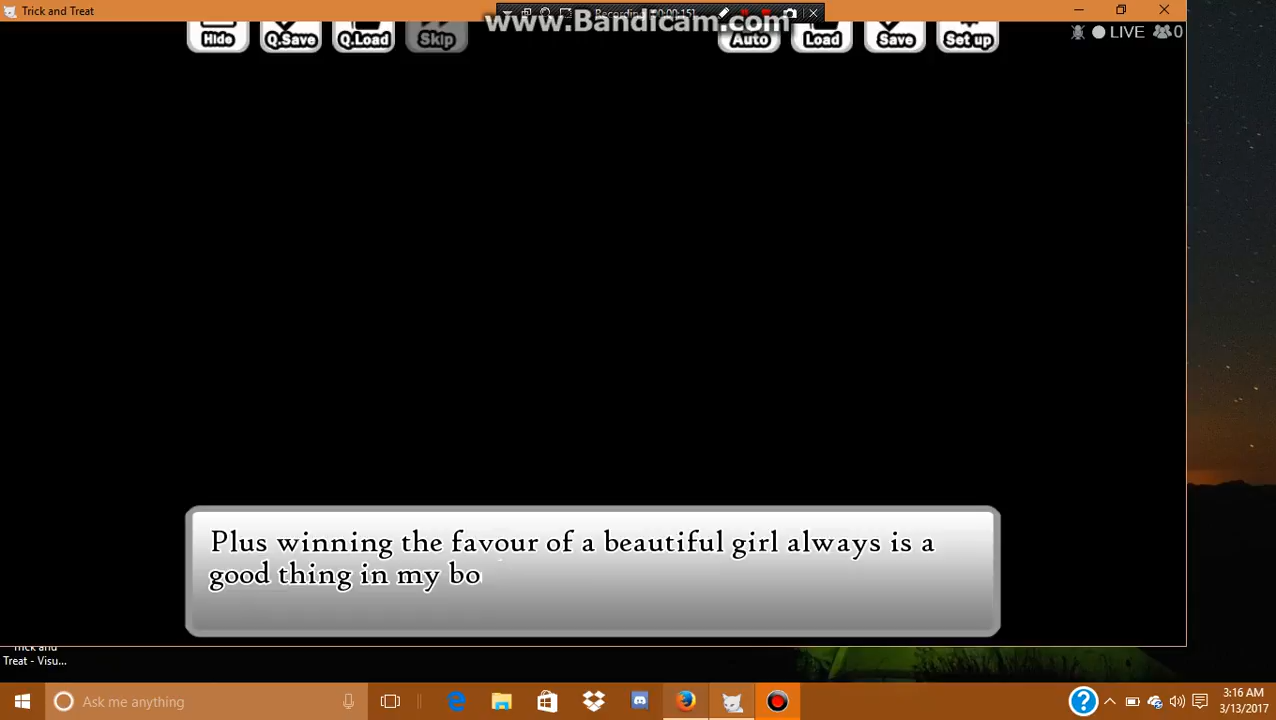 Trick and Treat
www.Bandicam.com
Hide
Q.Save
Q.Load
Skip
Auto
Load
Save
Set up
LIVE
0
Plus winning the favour of a beautiful girl always is a
good thing in my bo
Treat - Visu...
Ask me anything
3:16 AM
3/13/2017